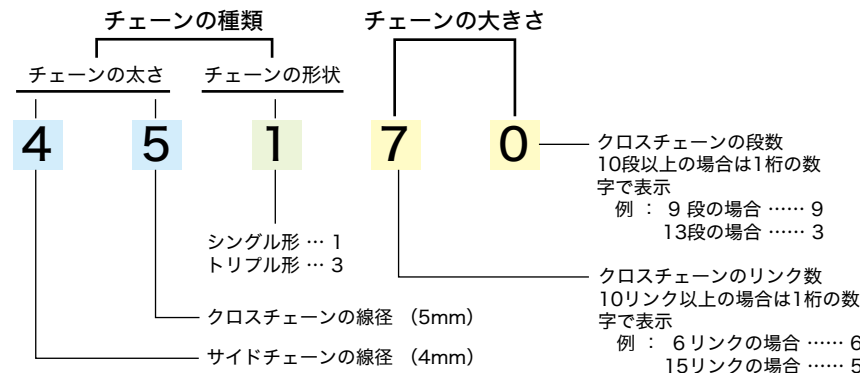 チェーンの種類
チェーンの大きさ
チェーンの太さ
チェーンの形状
4 5 1 7 0
クロスチェーンの段数
10段以上の場合は1桁の数
字で表示
例 ： 9 段の場合 …… 9
13段の場合 …… 3
シングル形 … 1
トリプル形 … 3
クロスチェーンのリンク数
10リンク以上の場合は1桁の数
字で表示
例 ： 6リンクの場合 …… 6
15リンクの場合 …… 5
クロスチェーンの線径 （5mm）
サイドチェーンの線径 （4mm）